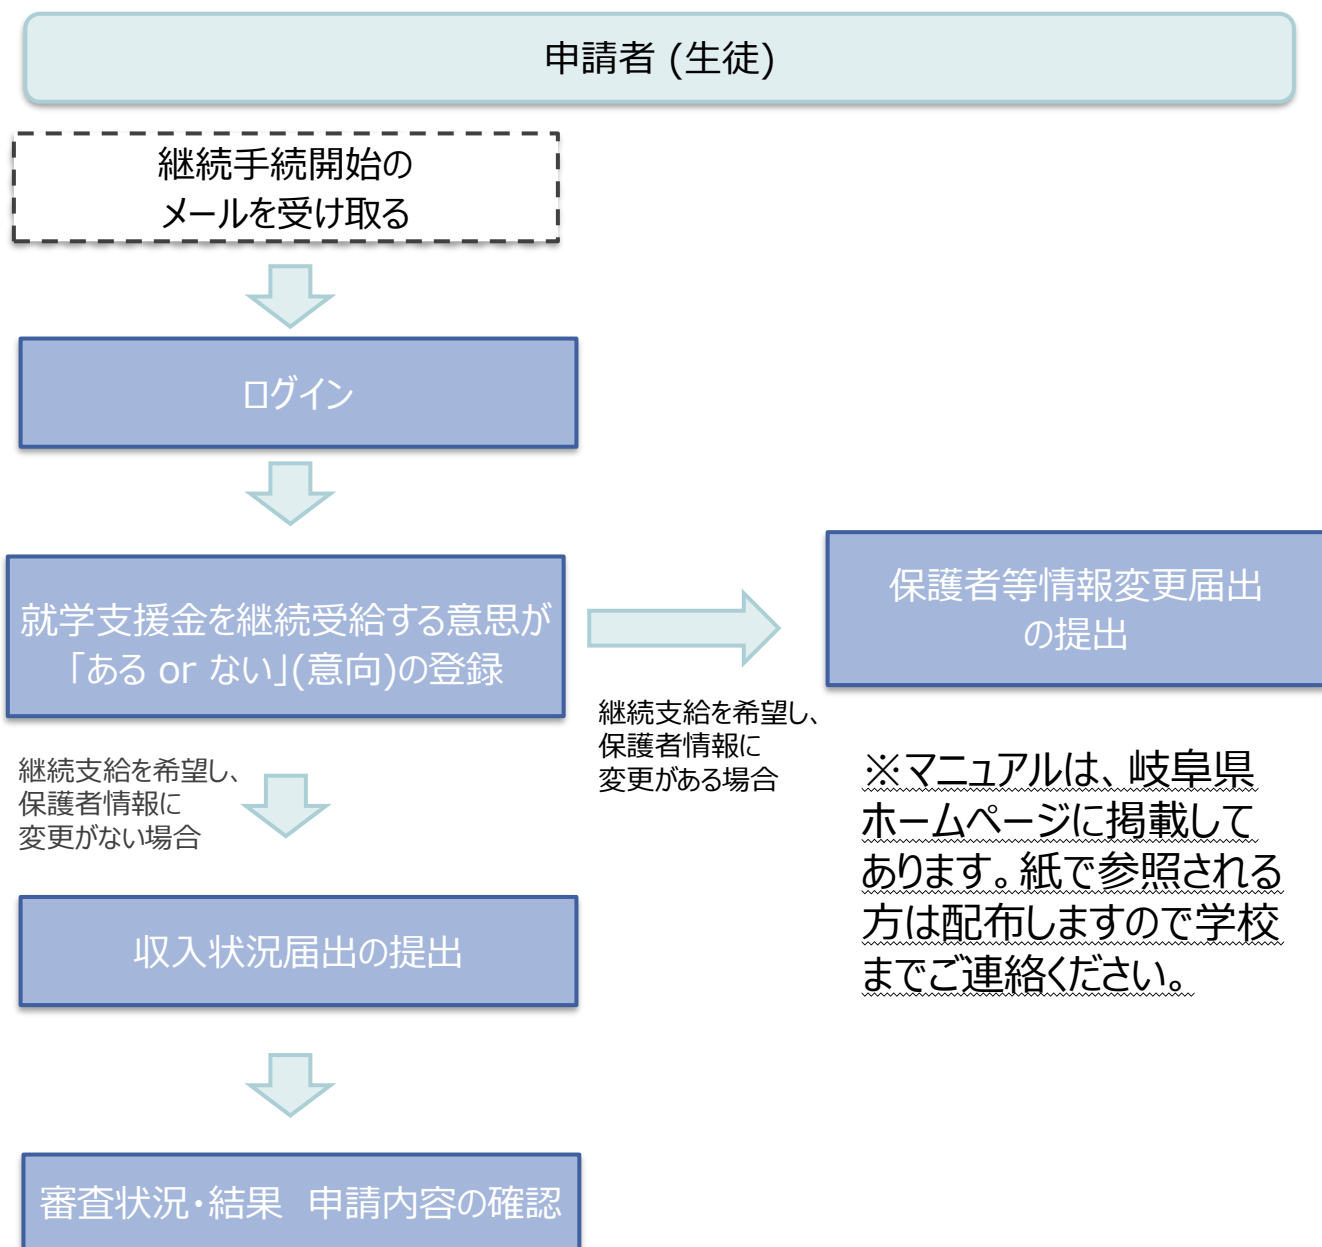 申請者 (生徒)
継続手続開始の
メールを受け取る
ログイン
就学支援金を継続受給する意思が
「ある or ない」(意向)の登録
保護者等情報変更届出
の提出
継続支給を希望し、
保護者情報に
変更がある場合
継続支給を希望し、
保護者情報に
変更がない場合
※マニュアルは、岐阜県
ホームページに掲載して
あります。紙で参照される
方は配布しますので学校
までご連絡ください。
収入状況届出の提出
審査状況・結果　申請内容の確認